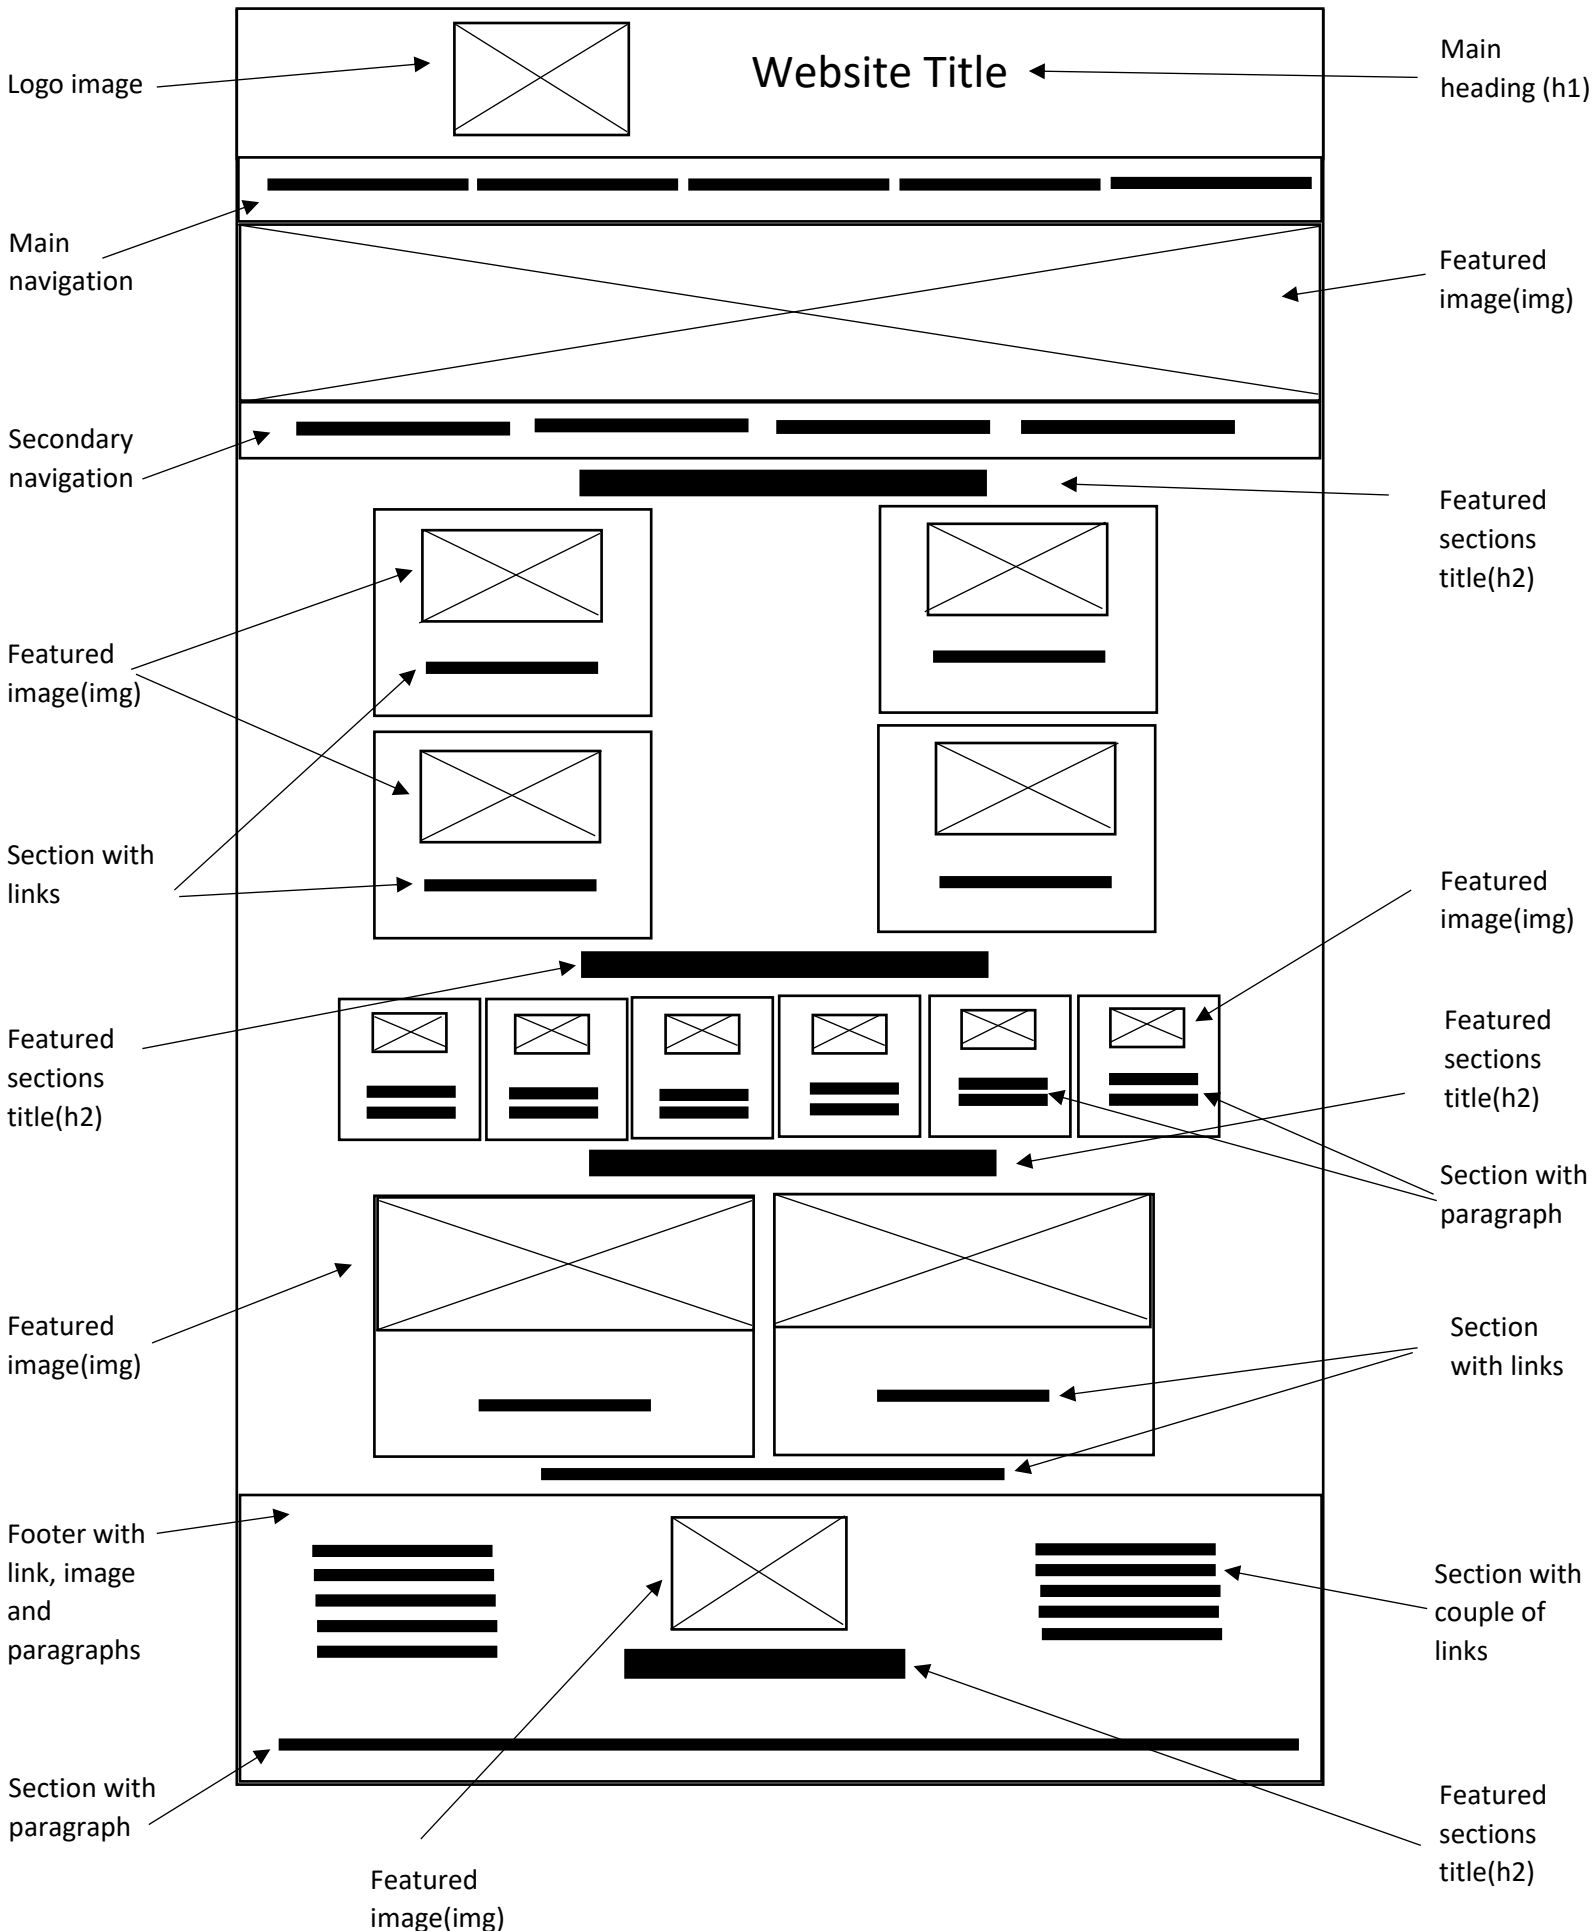 Website Title
Logo image
Main
heading (h1)
Main
navigation
Featured
image(img)
Secondary
navigation
Featured
sections
title(h2)
Featured
image(img)
Section with
links
Featured
image(img)
Featured
sections
title(h2)
Featured
sections
title(h2)
Section with
paragraph
Featured
image(img)
Section
with links
Footer with
link, image
and
paragraphs
Section with
couple of
links
Section with
paragraph
Featured
sections
title(h2)
Featured
image(img)